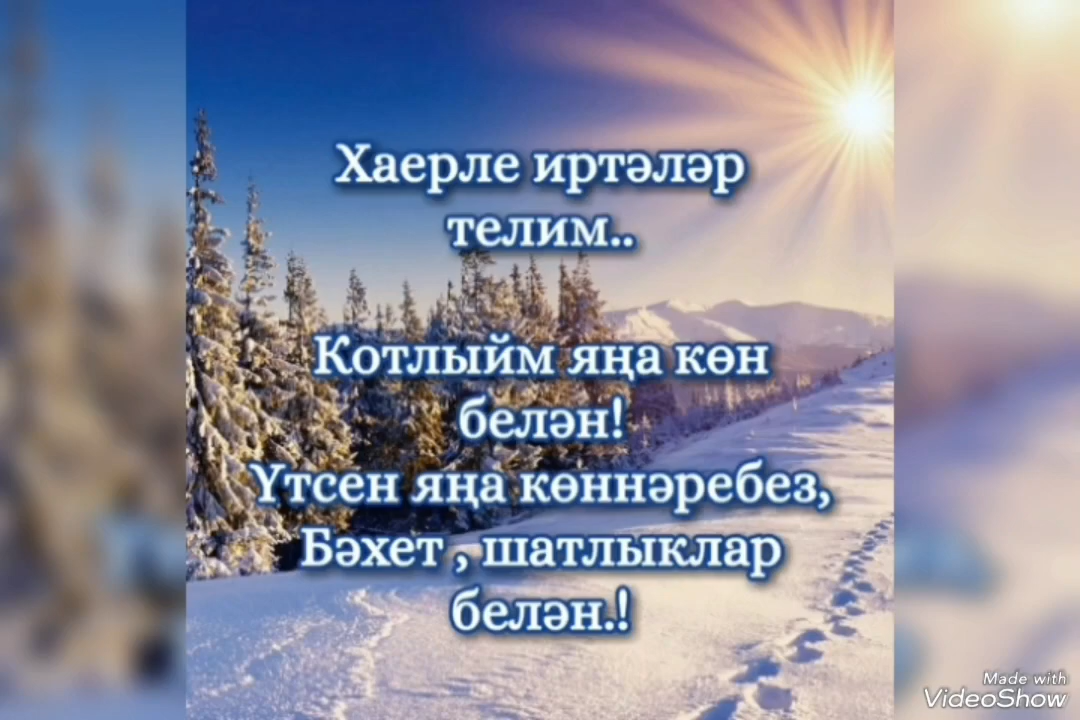 Хаерле иртәләр
телим..
Котлыйм яңа көн
белән!
Үтсен яңа көннәребез,
Бәхет , шатлыклар
белән.!
Made with
VideoShow